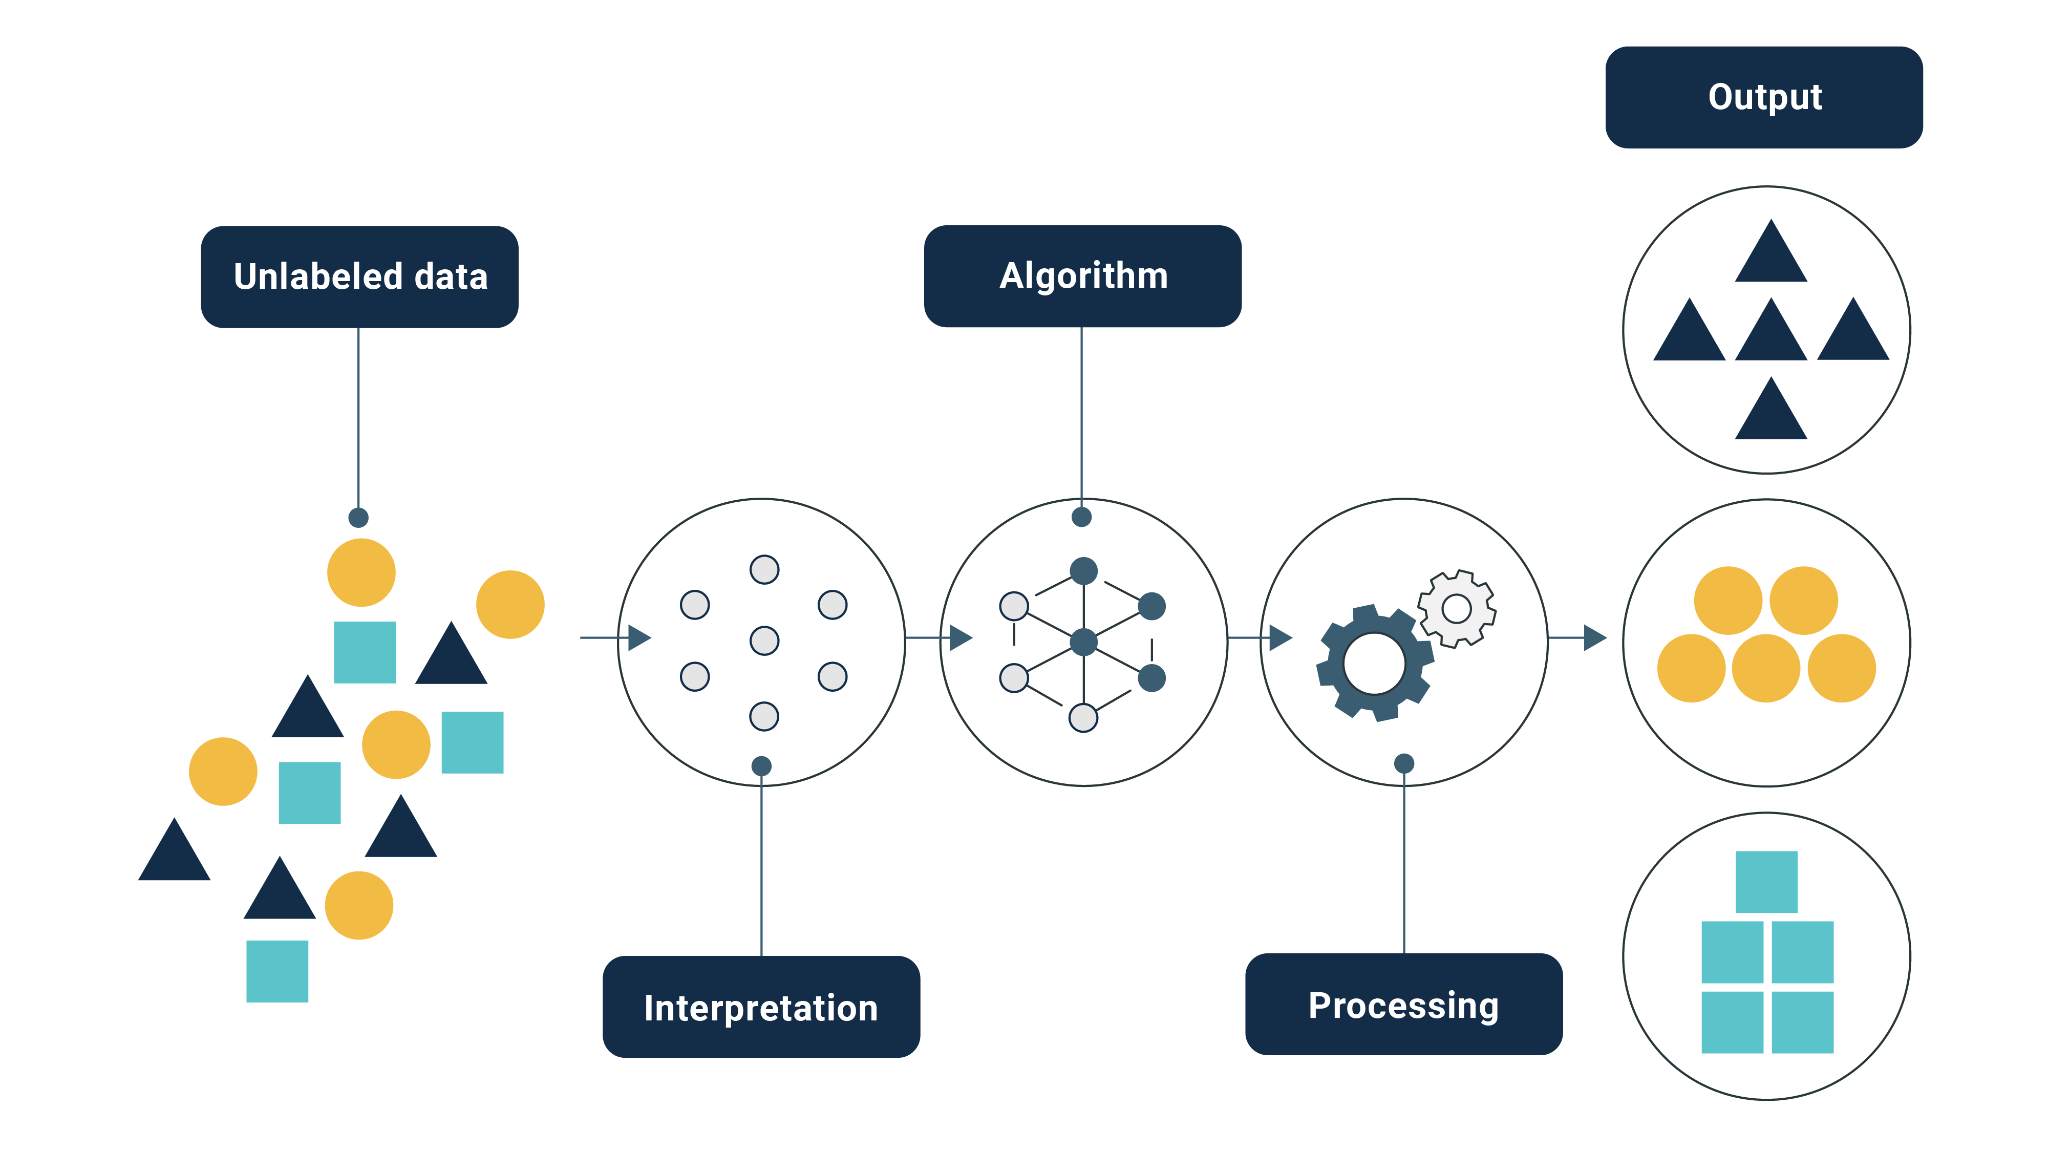 Output
Unlabeled data
Algorithm
Interpretation
Processing